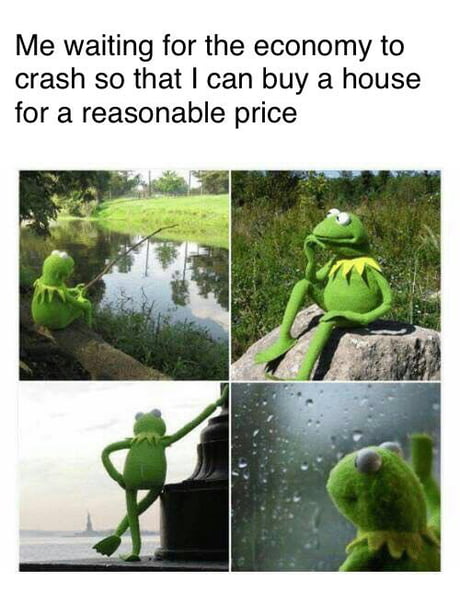 Me waiting for the economy to
crash so that I can buy a house
for a reasonable price